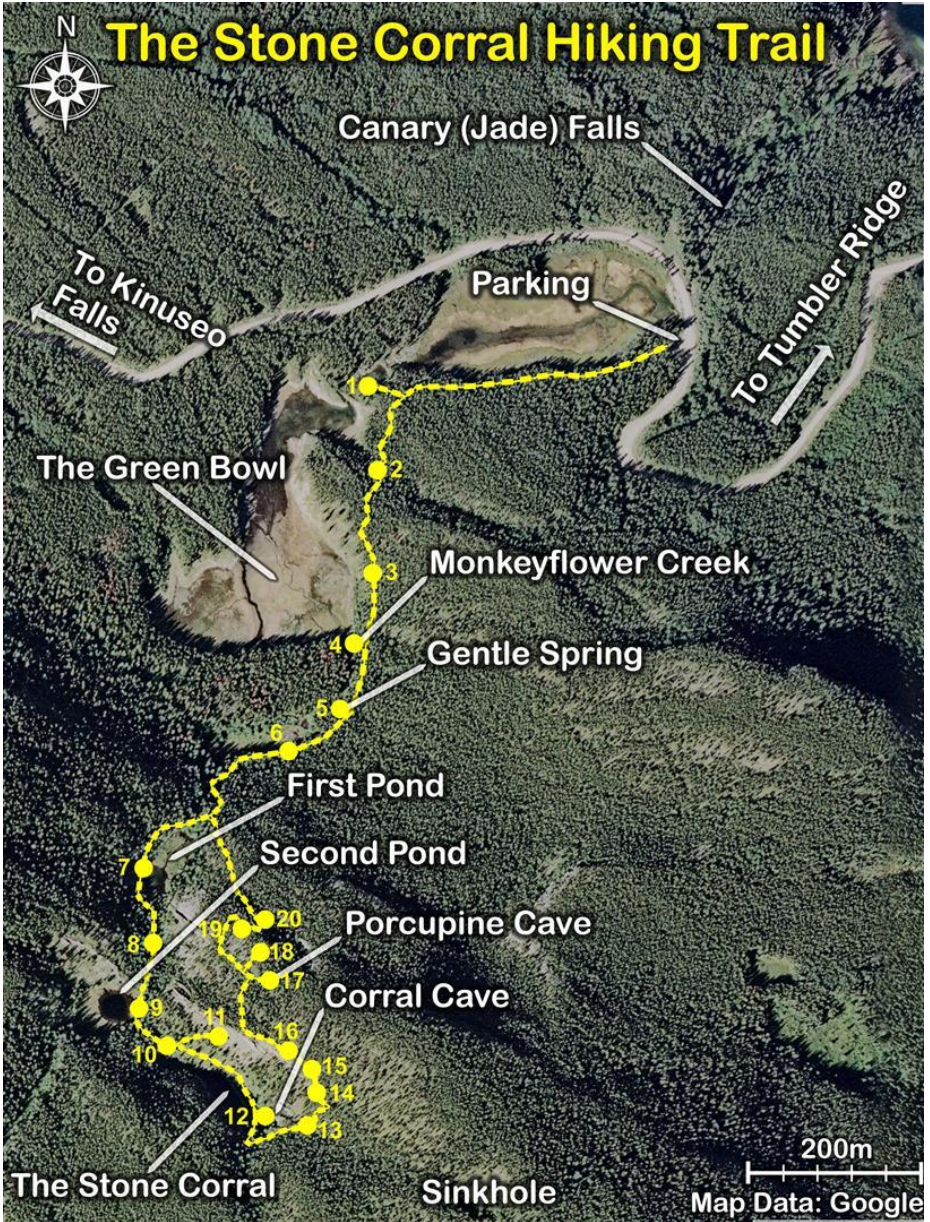 N
The Stone Corral Hiking Trail
Canary (Jade) Falls
To Kinuseo
Falls
Parking
To Tumbler Ridge
1
The Green Bowl
2
3
Monkeyflower Creek
4
Gentle Spring
5
6
First Pond
Second Pond
7
20
19
Porcupine Cave
8
18
17
Corral Cave
9
11
10
16
15
14
12
13
The Stone Corral
Sinkhole
200m
Map Data: Google